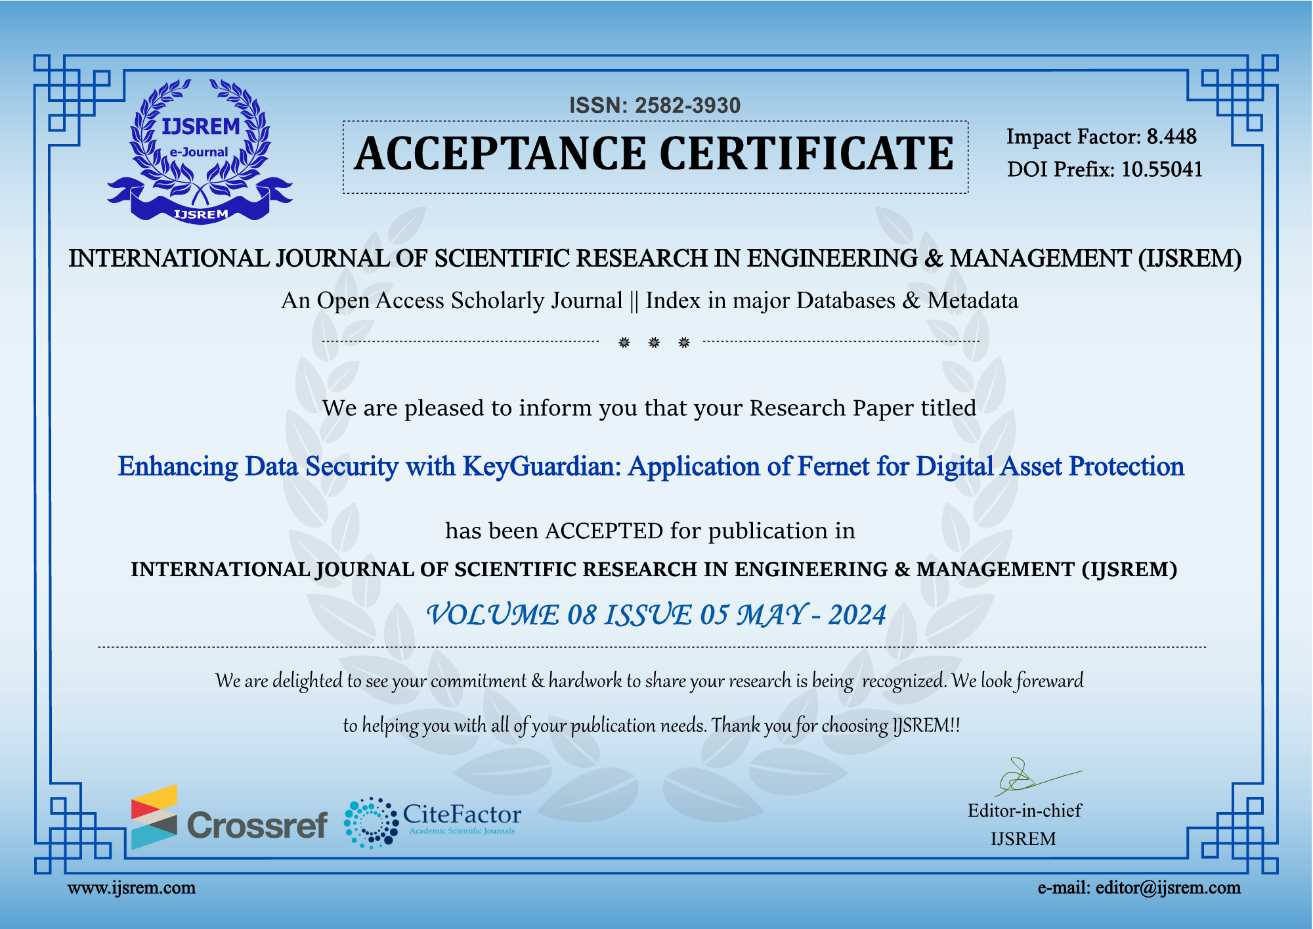 ISSN: 2582-3930
IJSREM
e-Journal
IJSREM
ACCEPTANCE CERTIFICATE
Impact Factor: 8.448
DOI Prefix: 10.55041
INTERNATIONAL JOURNAL OF SCIENTIFIC RESEARCH IN ENGINEERING & MANAGEMENT (IJSREM)
An Open Access Scholarly Journal || Index in major Databases & Metadata
We are pleased to inform you that your Research Paper titled
Enhancing Data Security with KeyGuardian: Application of Fernet for Digital Asset Protection
has been ACCEPTED for publication in
INTERNATIONAL JOURNAL OF SCIENTIFIC RESEARCH IN ENGINEERING & MANAGEMENT (IJSREM)
VOLUME 08 ISSUE 05 MAY - 2024
We are delighted to see your commitment & hardwork to share your research is being recognized. We look foreward
to helping you with all of your publication needs. Thank you for choosing IJSREM!!
Crossref
CiteFactor
Academic Scientific Journals
Editor-in-chief
IJSREM
www.ijsrem.com
e-mail: editor@ijsrem.com